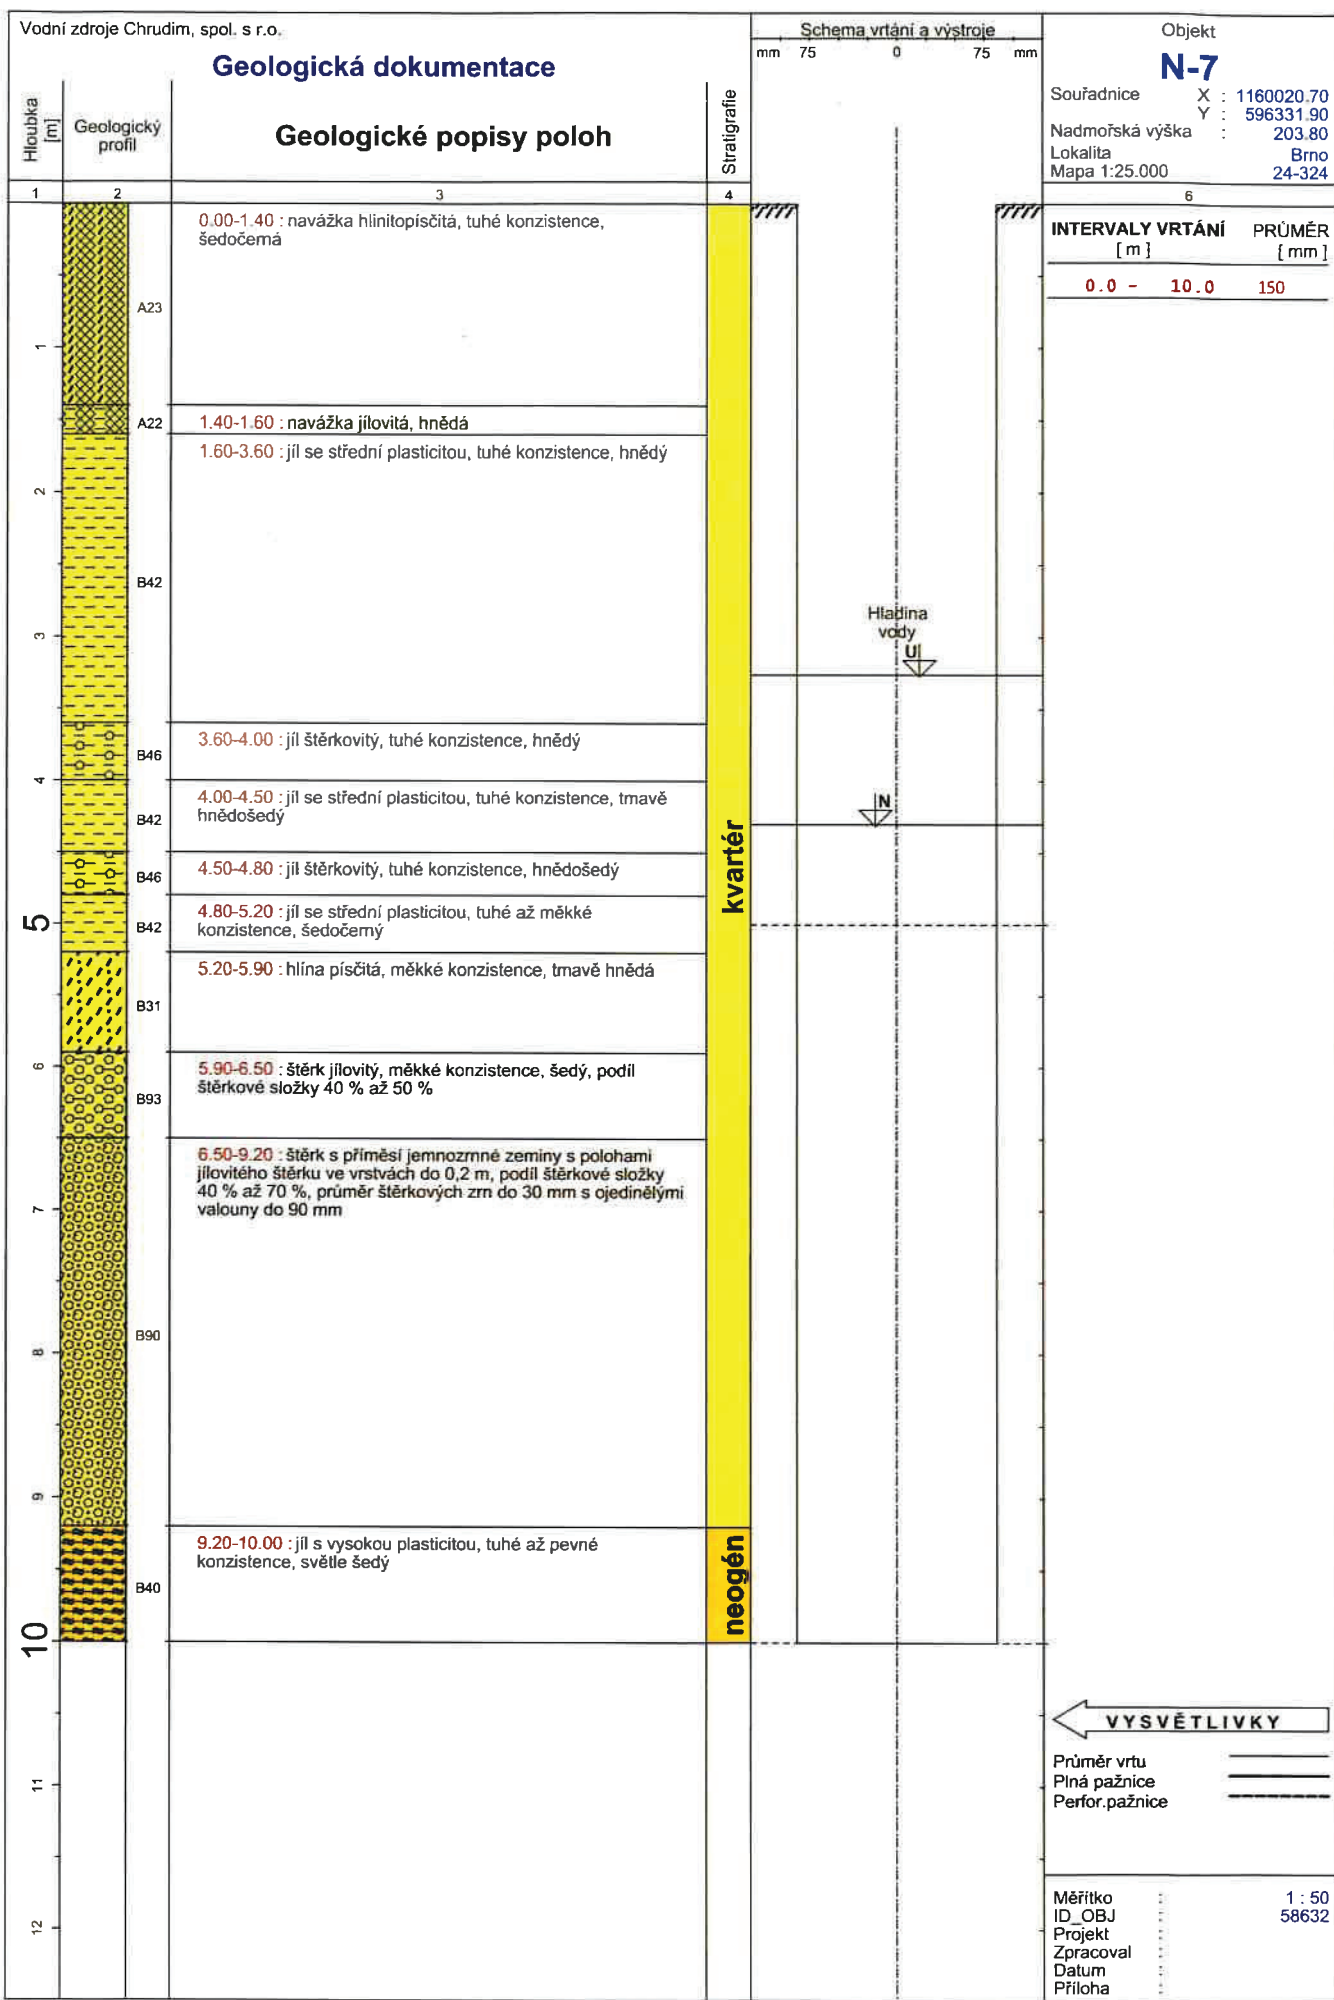 Vodní zdroje Chrudim, spol. s r.o.
Geologická dokumentace
Hloubka
[m]
Geologický
profil
Geologické popisy poloh
Stratigrafie
1 2 3 4
Schema vrtání a výstroje
mm 75 0 75 mm
Objekt
N-7
Souřadnice X : 1160020.70
Y : 596331.90
Nadmořská výška : 203.80
Lokalita Brno
Mapa 1:25.000 24-324
6
INTERVALY VRTÁNÍ PRŮMĚR
[ m ] [ mm ]
0.0 - 10.0 150
0.00-1.40 : navážka hlinitopísčitá, tuhé konzistence,
šedočerná
A23
1
1.40-1.60 : navážka jílovitá, hnědá
A22
1.60-3.60 : jíl se střední plasticitou, tuhé konzistence, hnědý
2
B42
3
Hladina
vody
U
3.60-4.00 : jíl štěrkovitý, tuhé konzistence, hnědý
B46
4
4.00-4.50 : jíl se střední plasticitou, tuhé konzistence, tmavě
hnědošedý
B42
N
4.50-4.80 : jíl štěrkovitý, tuhé konzistence, hnědošedý
B46
kvartér
4.80-5.20 : jíl se střední plasticitou, tuhé až měkké
konzistence, šedočerný
B42
5
5.20-5.90 : hlína písčitá, měkké konzistence, tmavě hnědá
B31
6
5.90-6.50 : štěrk jílovitý, měkké konzistence, šedý, podíl
štěrkové složky 40 % až 50 %
B93
6.50-9.20 : štěrk s příměsí jemnozrnné zeminy s polohami
jílovitého štěrku ve vrstvách do 0,2 m, podíl štěrkové složky
40 % až 70 %, průměr štěrkových zrn do 30 mm s ojedinělými
valouny do 90 mm
7
B90
8
9
9.20-10.00 : jíl s vysokou plasticitou, tuhé až pevné
konzistence, světle šedý
B40
neogén
10
11
12
VYSVĚTLIVKY
Průměr vrtu
Plná pažnice
Perfor.pažnice
Měřítko : 1 : 50
ID_OBJ : 58632
Projekt :
Zpracoval :
Datum :
Příloha :